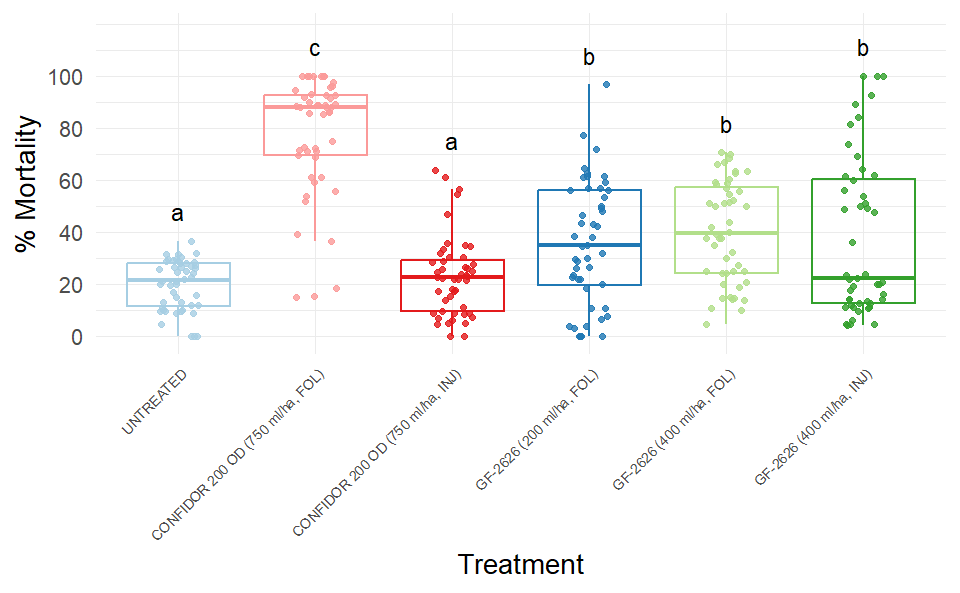 % Mortality
100
80
60
40
20
0
a
c
a
b
b
b
UNTREATED
CONFIDOR 200 OD (750 ml/ha, FOL)
CONFIDOR 200 OD (750 ml/ha, INJ)
GF-2626 (200 ml/ha, FOL)
GF-2626 (400 ml/ha, FOL)
GF-2626 (400 ml/ha, INJ)
Treatment